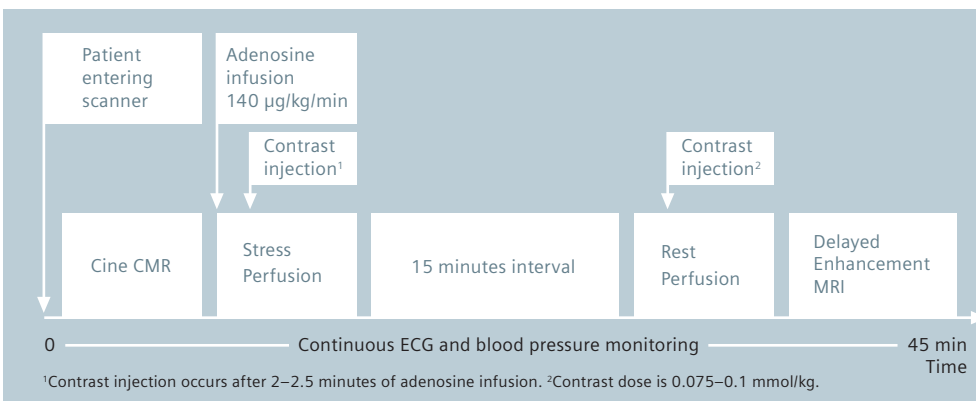 Patient
entering
scanner
Adenosine
infusion
140 µg/kg/min
Contrast
injection¹
Contrast
injection²
Cine CMR
Stress
Perfusion
15 minutes interval
Rest
Perfusion
Delayed
Enhancement
MRI
0
Continuous ECG and blood pressure monitoring
45 min
Time
¹Contrast injection occurs after 2–2.5 minutes of adenosine infusion. ²Contrast dose is 0.075–0.1 mmol/kg.